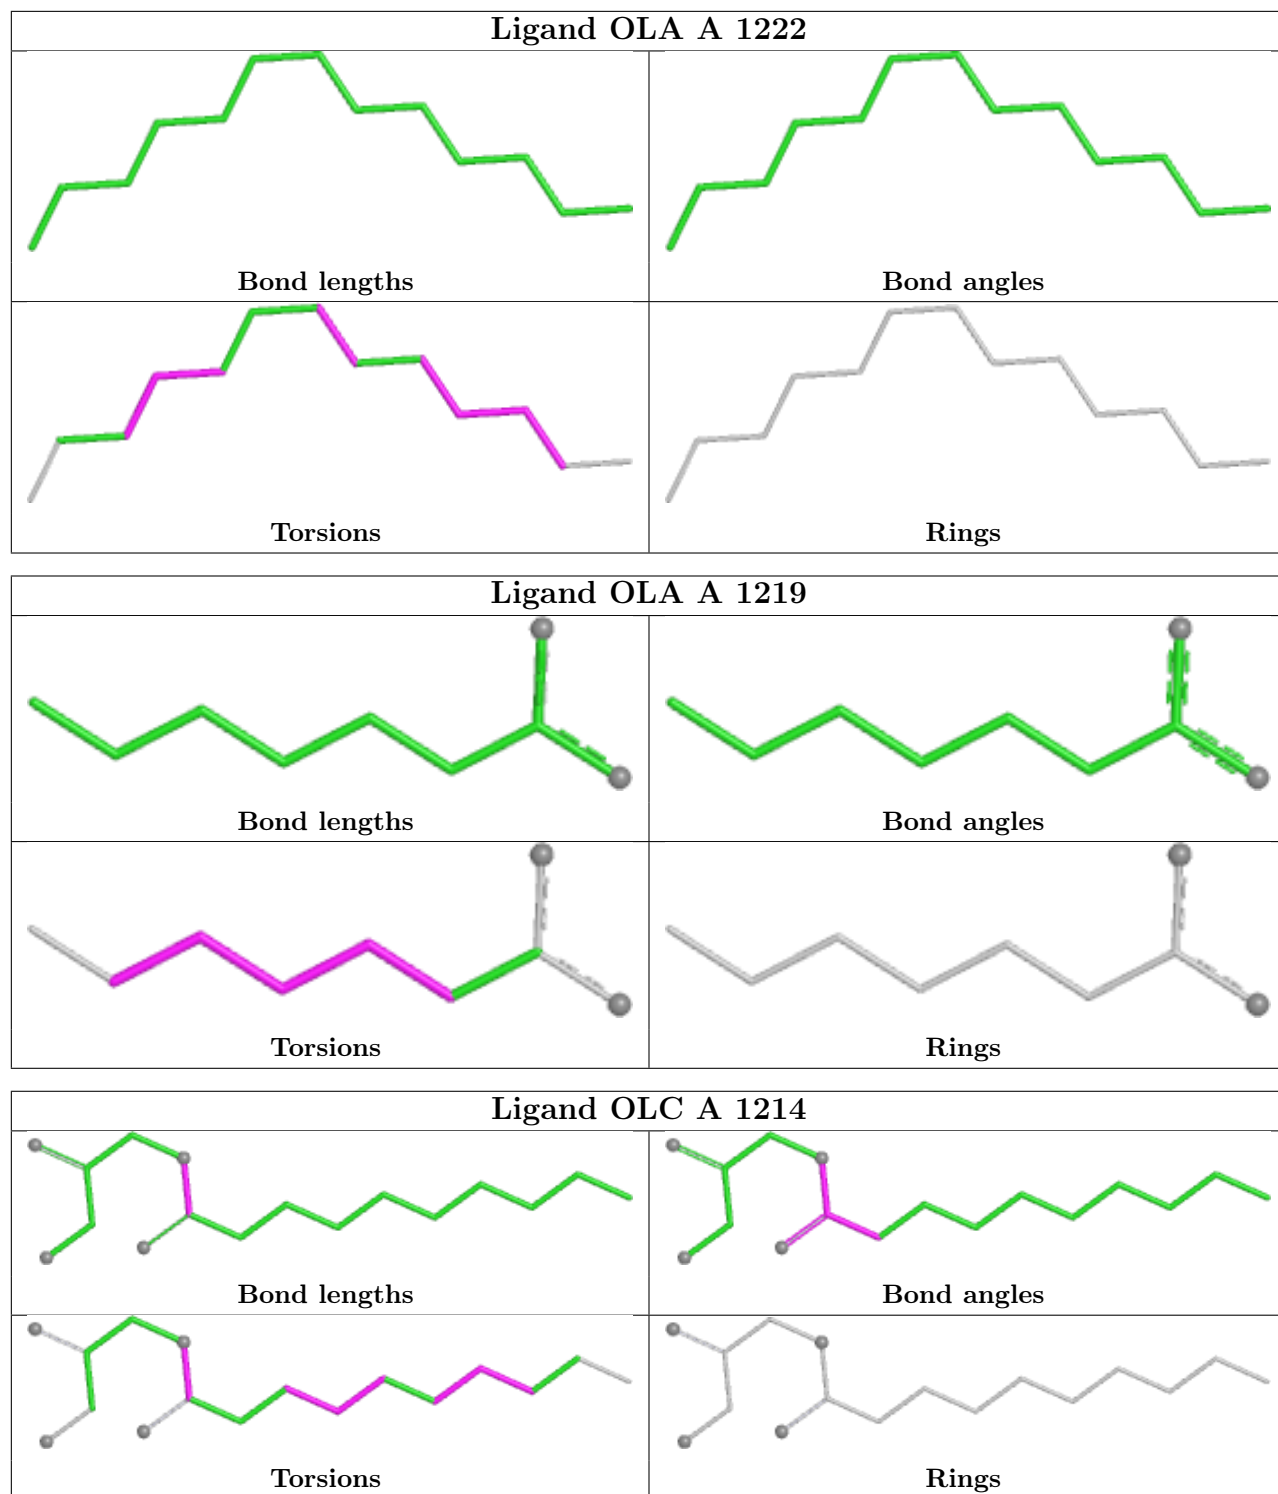 Ligand OLA A 1222
Bond lengths
Bond angles
Torsions
Rings
Ligand OLA A 1219
Bond lengths
Bond angles
Torsions
Rings
Ligand OLC A 1214
Bond lengths
Bond angles
Torsions
Rings